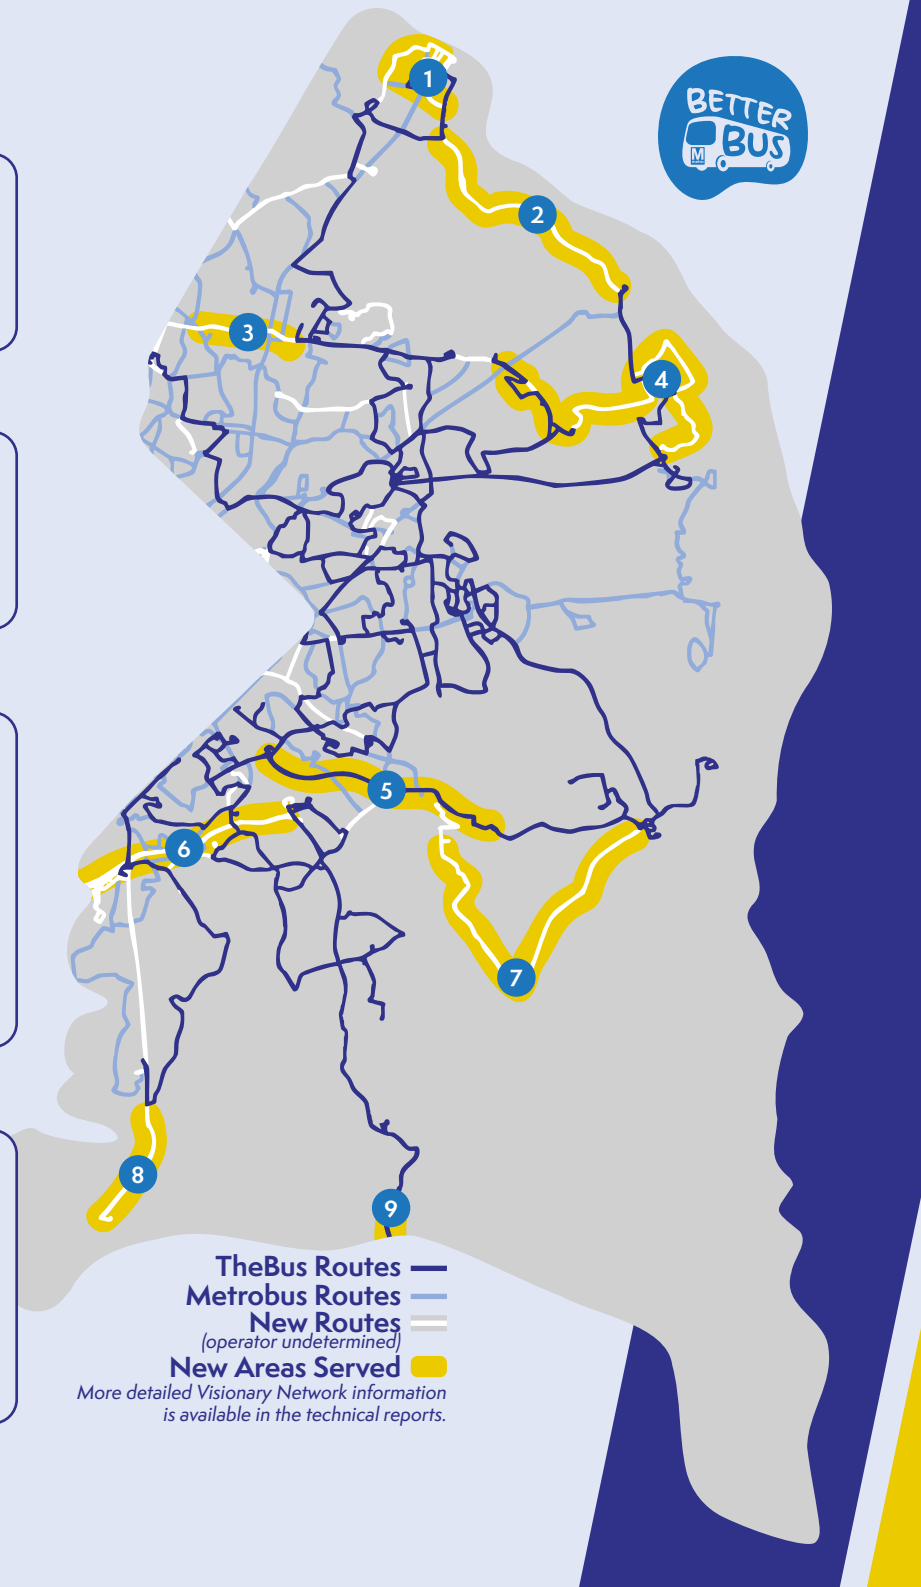 1
BETTER
BUS
M
2
3
4
5
6
7
8
9
TheBus Routes
Metrobus Routes
New Routes
(operator undetermined)
New Areas Served
More detailed Visionary Network information
is available in the technical reports.